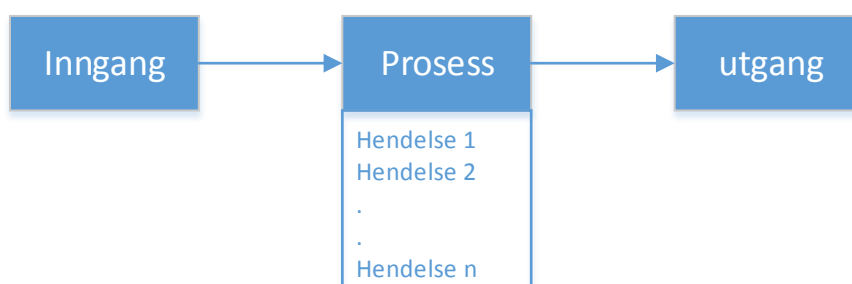 Inngang
Prosess
utgang
Hendelse 1
Hendelse 2
.
.
Hendelse n